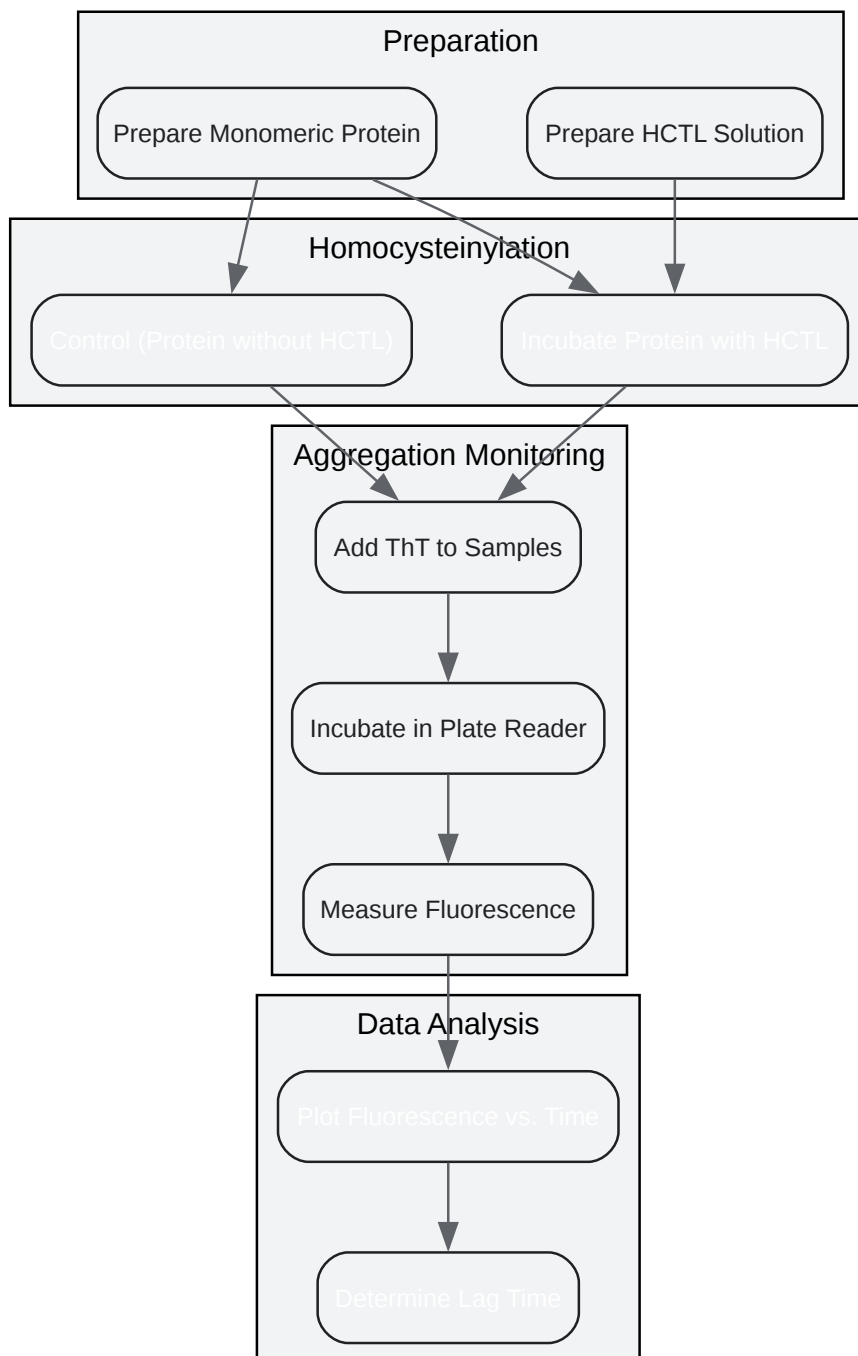 Preparation
Prepare Monomeric Protein
Prepare HCTL Solution
Homocysteinylation
Control (Protein without HCTL)
Incubate Protein with HCTL
Aggregation Monitoring
Add ThT to Samples
Incubate in Plate Reader
Measure Fluorescence
Data Analysis
Plot Fluorescence vs. Time
Determine Lag Time